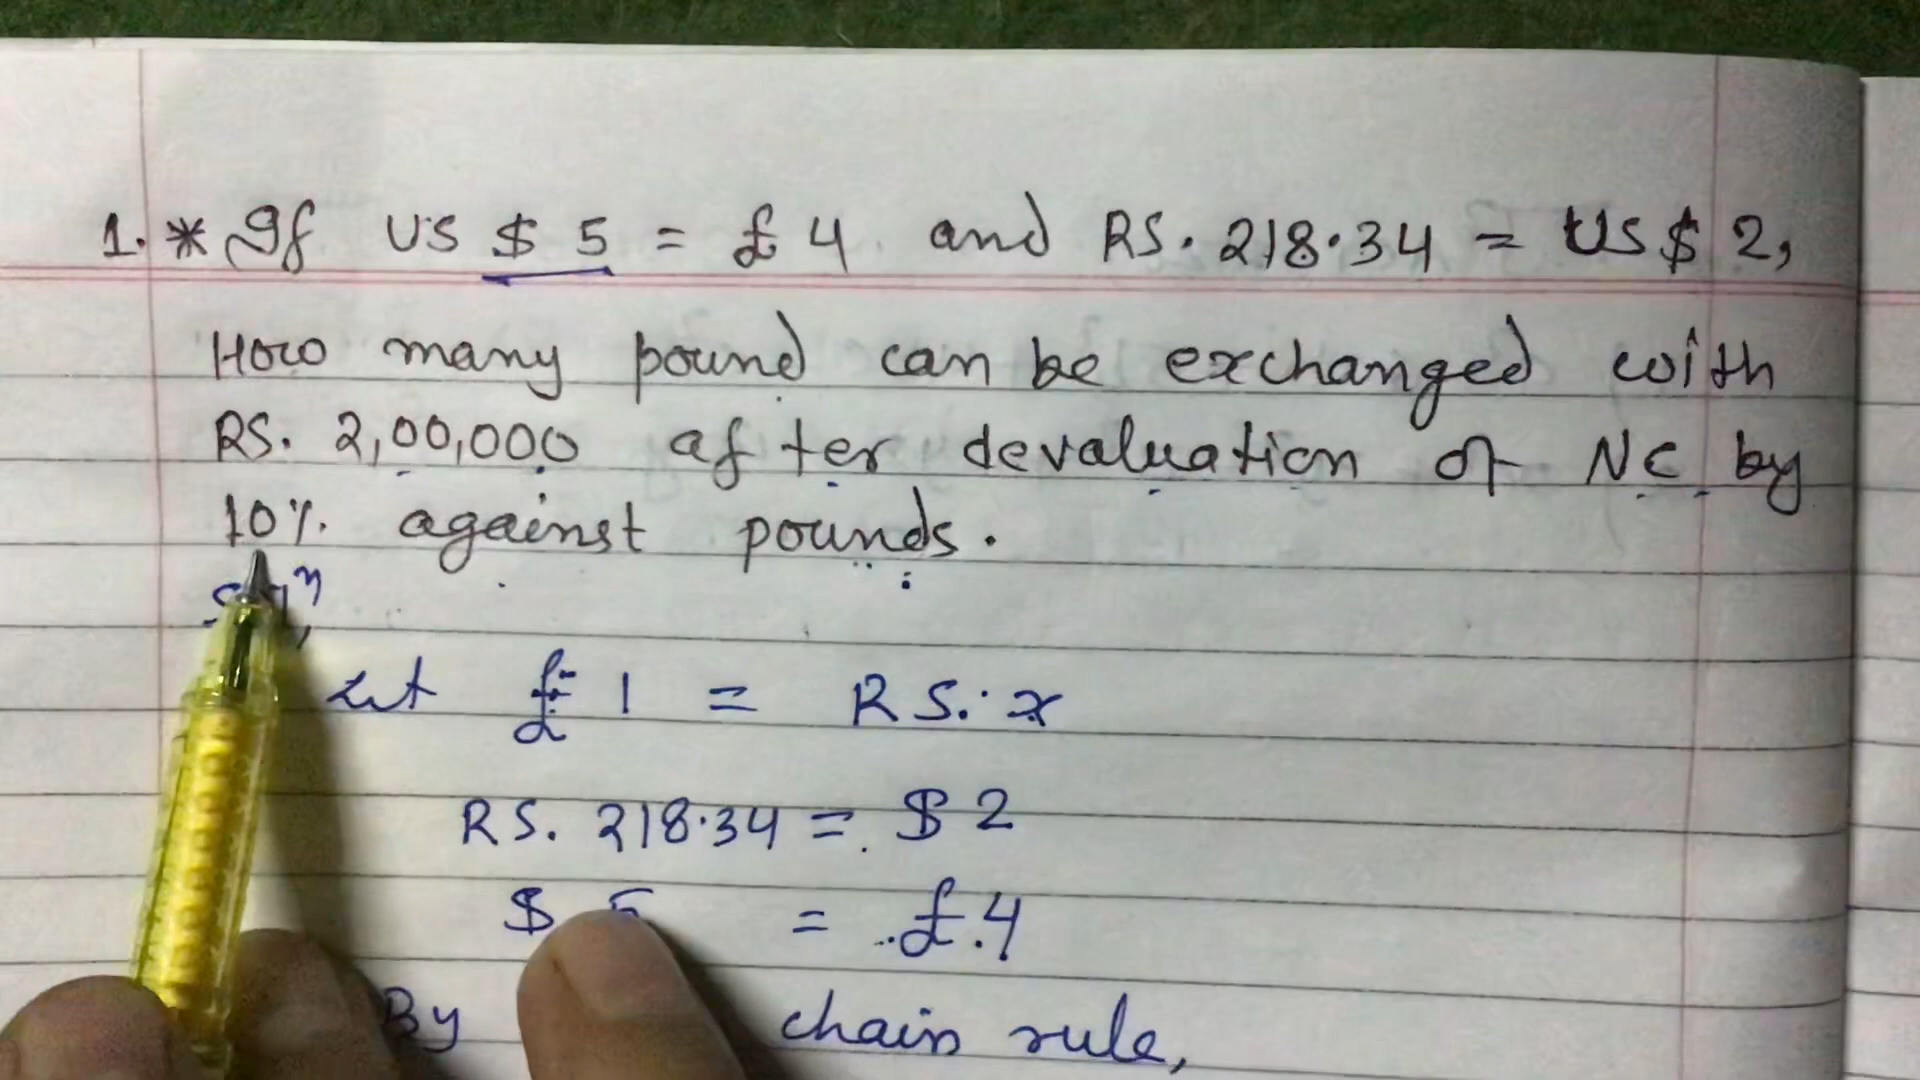 1. * If US $ 5 = £ 4 and RS. 218.34 = US $ 2,
How many pound can be exchanged with
RS. 2,00,000 after devaluation of NC by
10% against pounds.
let £ 1 = RS. x
RS. 218.34 = $ 2
$ = £ 4
By chain rule,